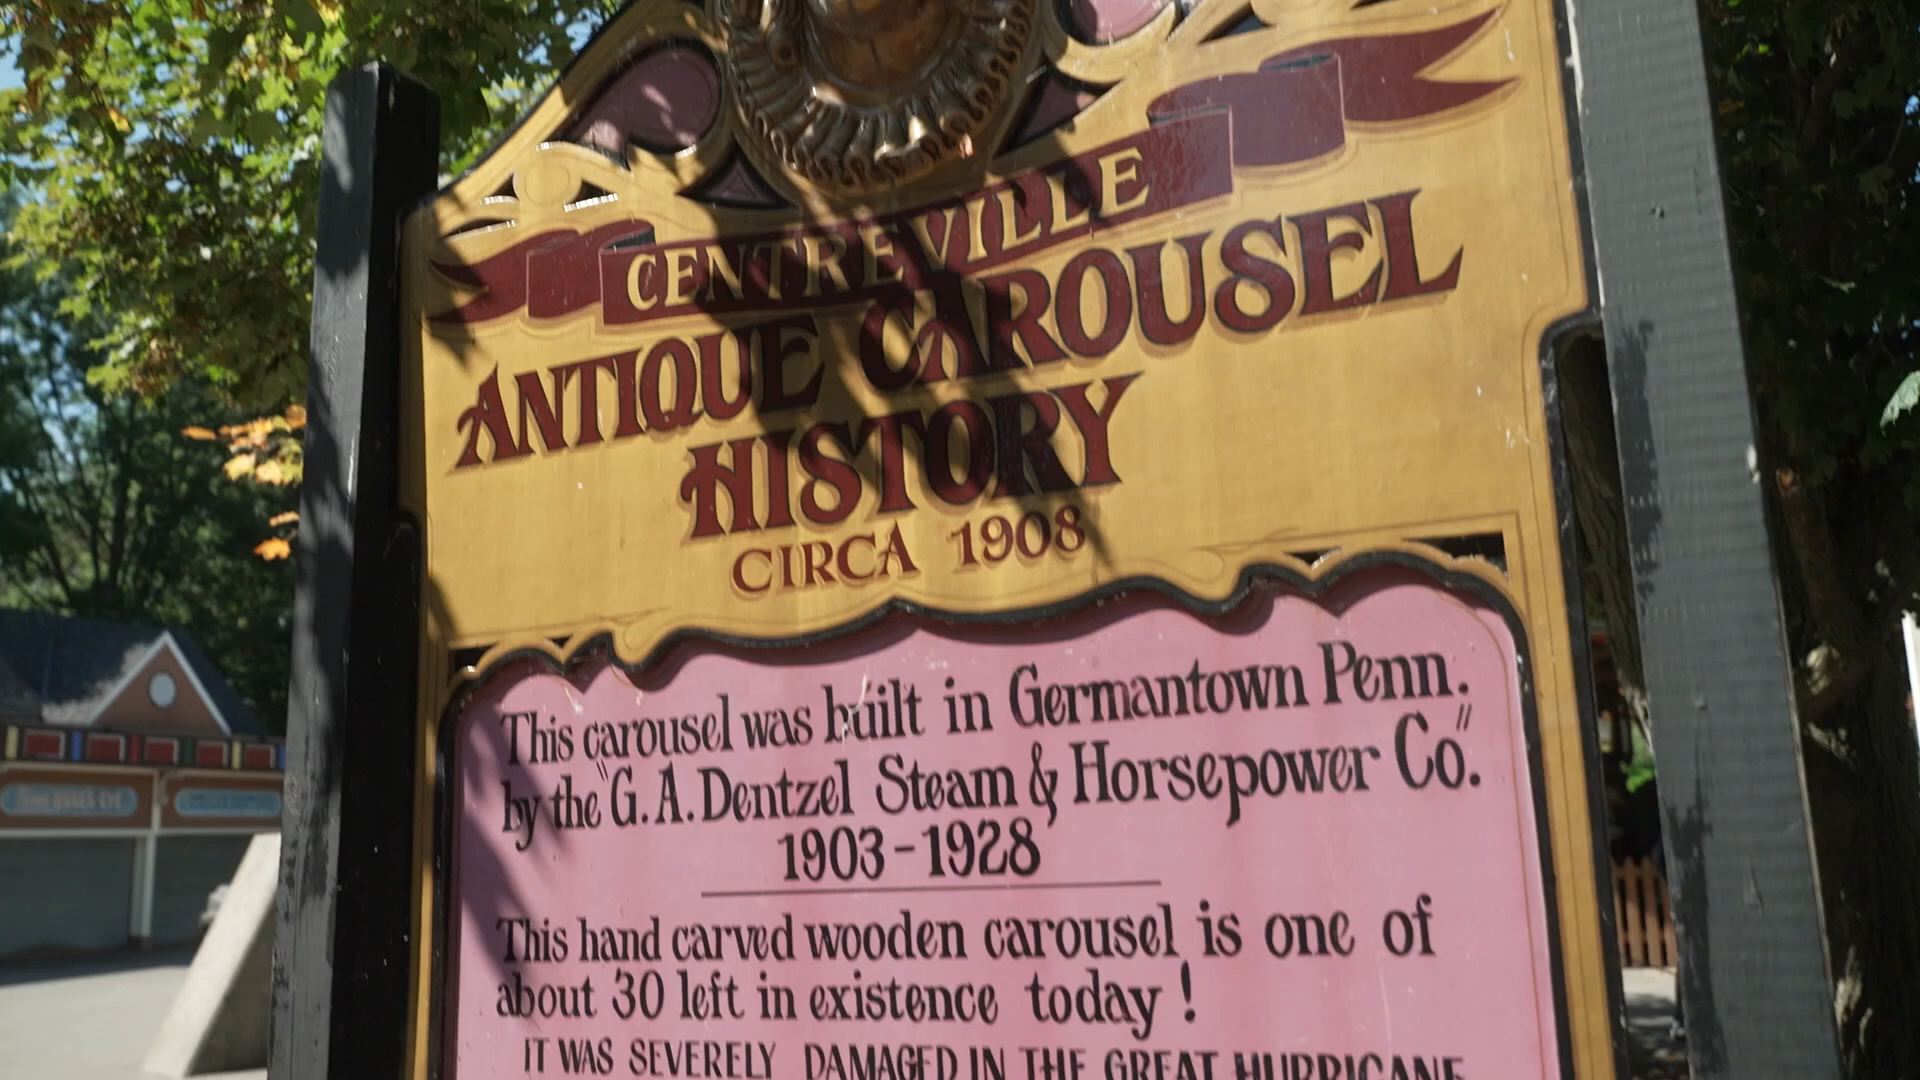 CENTREVILLE
ANTIQUE CAROUSEL
HISTORY
CIRCA 1908
This carousel was built in Germantown Penn.
by the "G.A. Dentzel Steam & Horsepower Co."
1903-1928
This hand carved wooden carousel is one of
about 30 left in existence today!
IT WAS SEVERELY DAMAGED IN THE GREAT HURRICANE